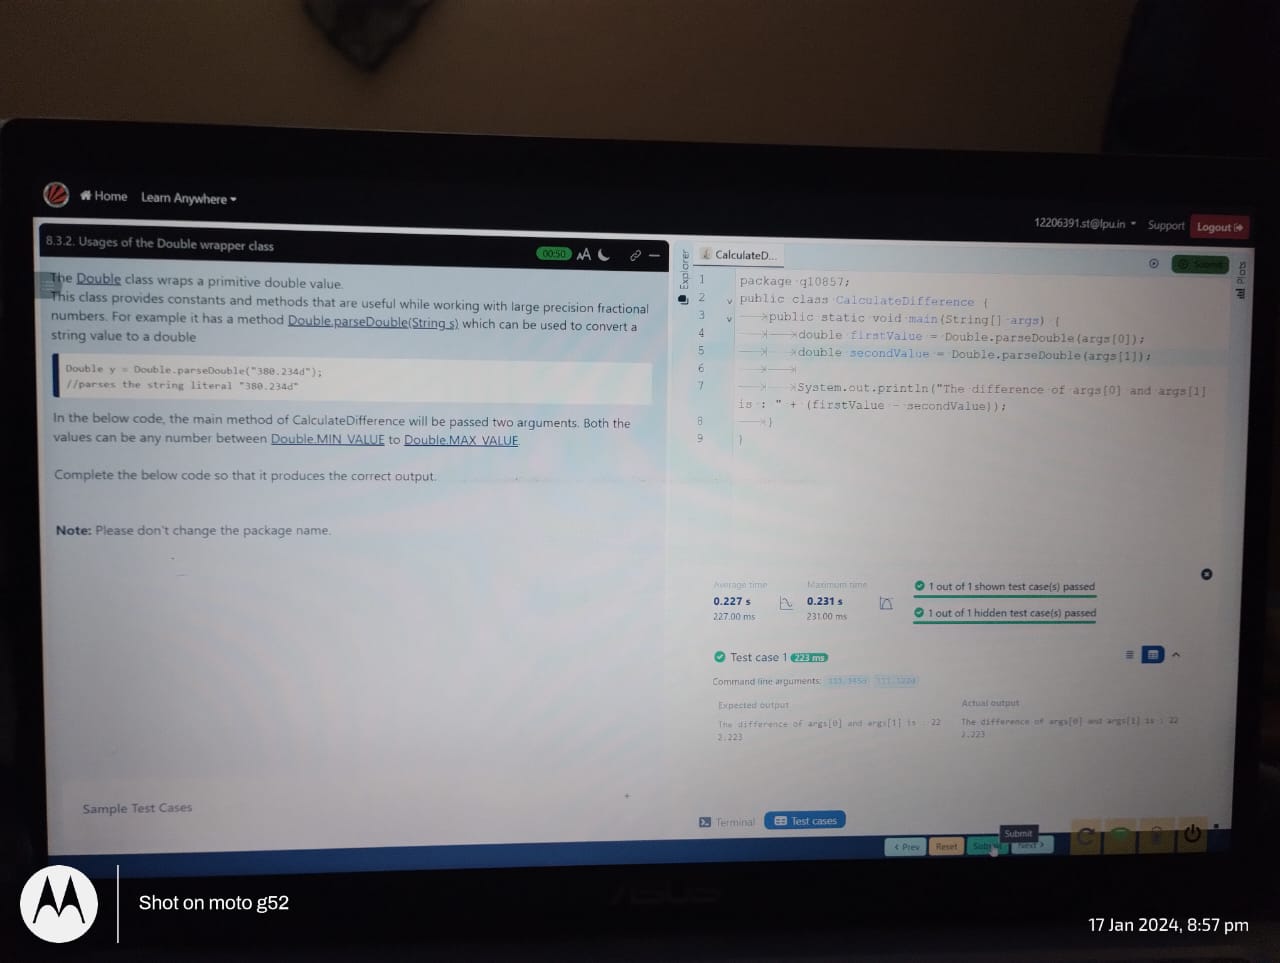 Home Learn Anywhere
12206391.st@lpu.in Support Logout
8.3.2. Usages of the Double wrapper class
00:50 AA
The Double class wraps a primitive double value.
This class provides constants and methods that are useful while working with large precision fractional
numbers. For example it has a method Double.parseDouble(String s) which can be used to convert a
string value to a double
Double y = Double.parseDouble("380.234d");
//parses the string literal "380.234d"
In the below code, the main method of CalculateDifference will be passed two arguments. Both the
values can be any number between Double.MIN_VALUE to Double.MAX_VALUE.
Complete the below code so that it produces the correct output.
Note: Please don't change the package name.
Sample Test Cases
+
Explorer
CalculateD...
Submit
1 package q10857;
2 public class CalculateDifference {
3 public static void main(String[] args) {
4 double firstValue = Double.parseDouble(args[0]);
5 double secondValue = Double.parseDouble(args[1]);
6
7 System.out.println("The difference of args[0] and args[1]
is : " + (firstValue - secondValue));
8 }
9 }
Average time Maximum time
0.227 s 0.231 s
227.00 ms 231.00 ms
1 out of 1 shown test case(s) passed
1 out of 1 hidden test case(s) passed
Test case 1 223 ms
Command line arguments:
Expected output Actual output
The difference of args[0] and args[1] is : 22
2.223
The difference of args[0] and args[1] is : 22
2.223
Terminal Test cases
Submit
< Prev Reset Submit Next >
ASUS
Shot on moto g52
17 Jan 2024, 8:57 pm